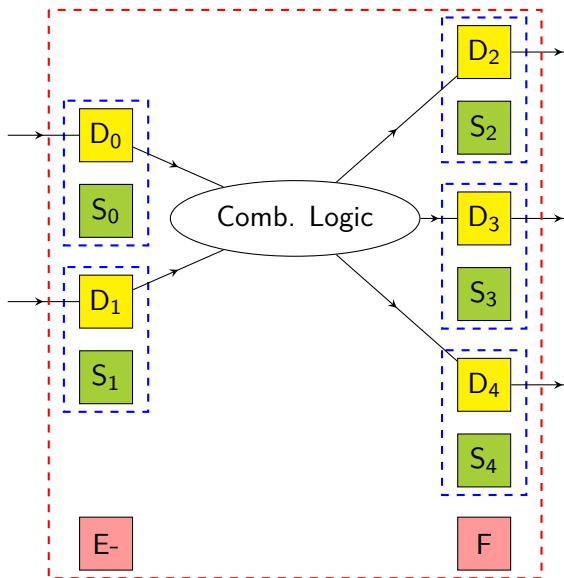 D₂
D₀
S₂
S₀
Comb. Logic
D₃
D₁
S₃
S₁
D₄
S₄
E-
F